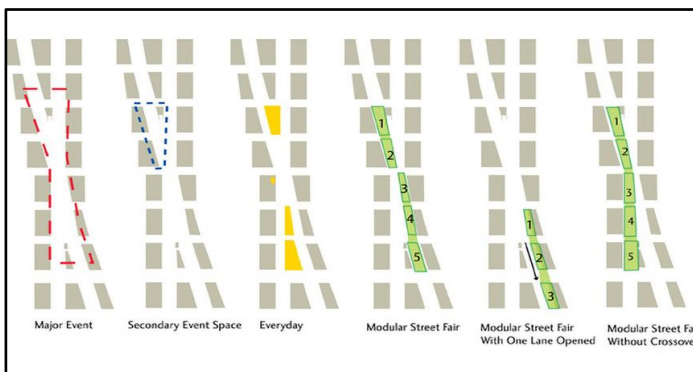 1
2
3
4
5
1
2
3
1
2
3
4
5
Major Event
Secondary Event Space
Everyday
Modular Street Fair
Modular Street Fair
With One Lane Opened
Modular Street Fa
Without Crossove